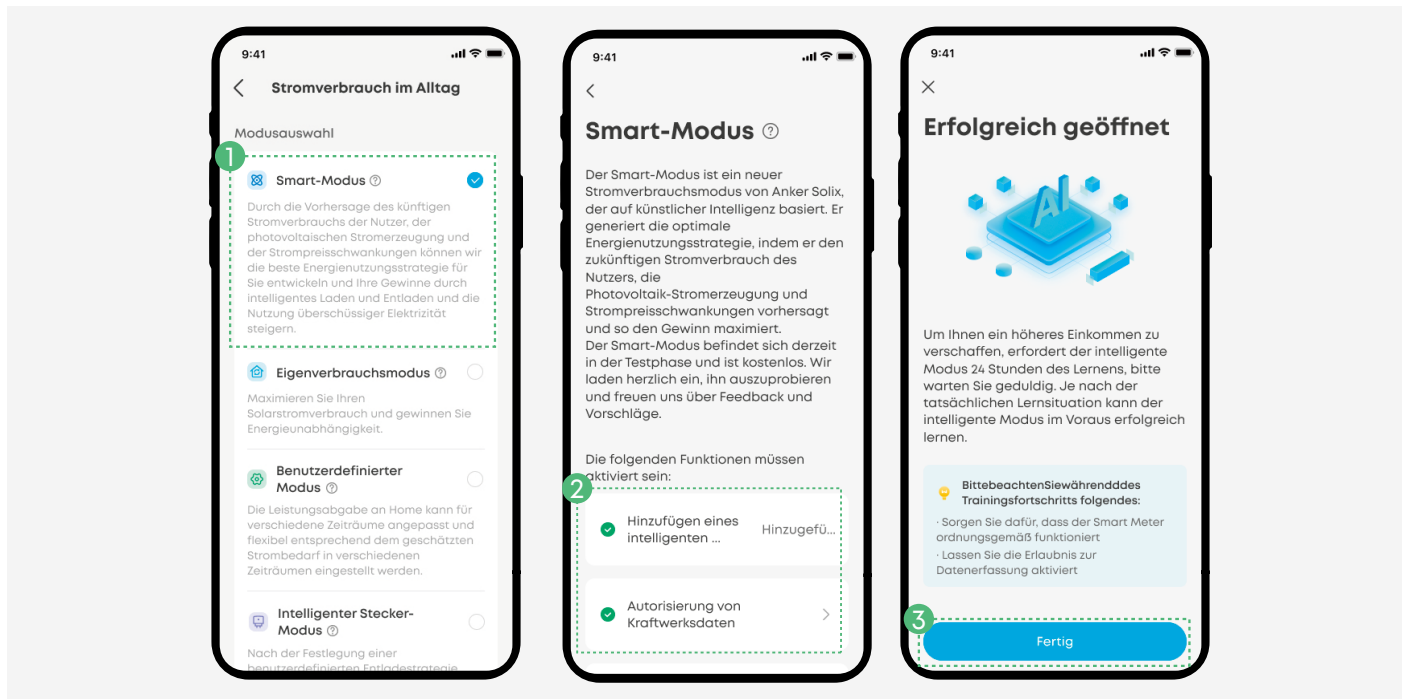 9:41
Stromverbrauch im Alltag
Modusauswahl
1
Smart-Modus ?
Durch die Vorhersage des künftigen
Stromverbrauchs der Nutzer, der
photovoltaischen Stromerzeugung und
der Strompreisschwankungen können wir
die beste Energienutzungsstrategie für
Sie entwickeln und Ihre Gewinne durch
intelligentes Laden und Entladen und die
Nutzung überschüssiger Elektrizität
steigern.
Eigenverbrauchsmodus ?
Maximieren Sie Ihren
Solarstromverbrauch und gewinnen Sie
Energieunabhängigkeit.
Benutzerdefinierter
Modus ?
Die Leistungsabgabe an Home kann für
verschiedene Zeiträume angepasst und
flexibel entsprechend dem geschätzten
Strombedarf in verschiedenen
Zeiträumen eingestellt werden.
Intelligenter Stecker-
Modus ?
Nach der Festlegung einer
benutzerdefinierten Entladestrategie
9:41
Smart-Modus ?
Der Smart-Modus ist ein neuer
Stromverbrauchsmodus von Anker Solix,
der auf künstlicher Intelligenz basiert. Er
generiert die optimale
Energienutzungsstrategie, indem er den
zukünftigen Stromverbrauch des
Nutzers, die
Photovoltaik-Stromerzeugung und
Strompreisschwankungen vorhersagt
und so den Gewinn maximiert.
Der Smart-Modus befindet sich derzeit
in der Testphase und ist kostenlos. Wir
laden herzlich ein, ihn auszuprobieren
und freuen uns über Feedback und
Vorschläge.
Die folgenden Funktionen müssen
aktiviert sein:
2
Hinzufügen eines
intelligenten ...
Hinzugefü...
Autorisierung von
Kraftwerksdaten
9:41
Erfolgreich geöffnet
AI
Um Ihnen ein höheres Einkommen zu
verschaffen, erfordert der intelligente
Modus 24 Stunden des Lernens, bitte
warten Sie geduldig. Je nach der
tatsächlichen Lernsituation kann der
intelligente Modus im Voraus erfolgreich
lernen.
BittebeachtenSiewährenddes
Trainingsfortschritts folgendes:
· Sorgen Sie dafür, dass der Smart Meter
ordnungsgemäß funktioniert
· Lassen Sie die Erlaubnis zur
Datenerfassung aktiviert
3
Fertig